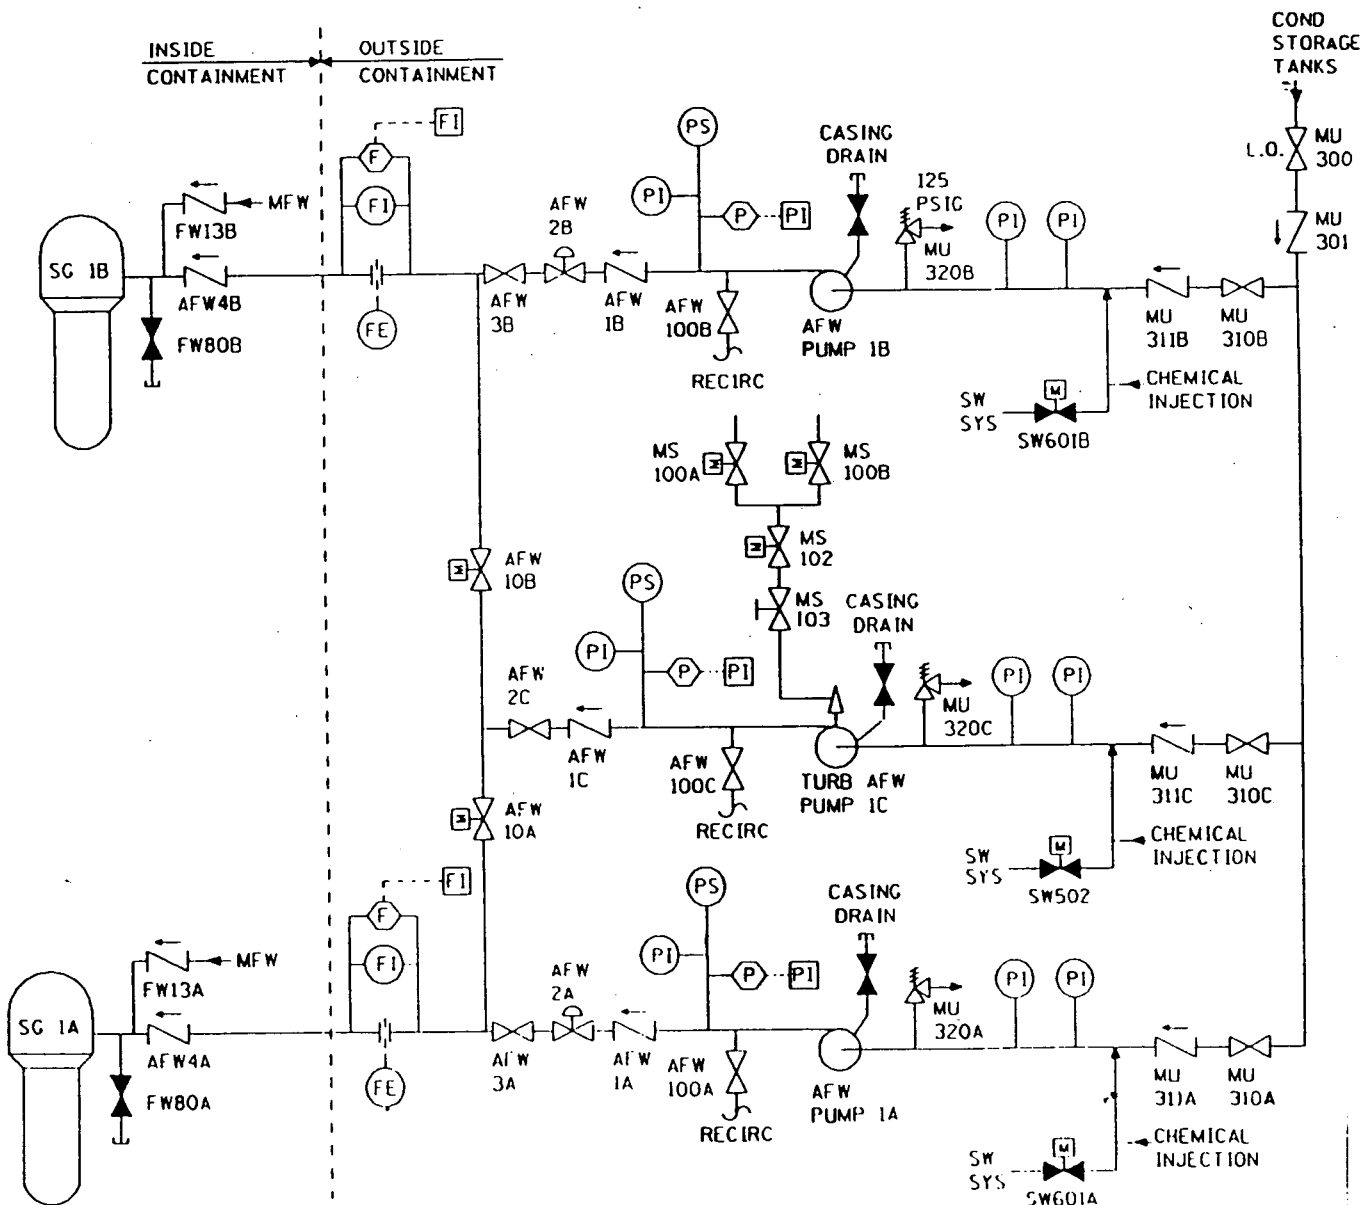 COND
STORAGE
TANKS
INSIDE
CONTAINMENT
OUTSIDE
CONTAINMENT
FI
F
FI
FE
PS
PI
P
PI
CASING
DRAIN
125
PSIG
MU
320B
PI
PI
L.O.
MU
300
MU
301
MFW
FW13B
SG 1B
AFW4B
FW80B
AFW
2B
AFW
3B
AFW
1B
AFW
100B
RECIRC
AFW
PUMP 1B
MU
311B
MU
310B
CHEMICAL
INJECTION
SW
SYS
M
SW601B
M
MS
100A
M
MS
100B
M
MS
102
MS
103
M
AFW
10B
PS
PI
P
PI
CASING
DRAIN
MU
320C
PI
PI
AFW
2C
AFW
1C
AFW
100C
RECIRC
TURB AFW
PUMP 1C
MU
311C
MU
310C
M
AFW
10A
CHEMICAL
INJECTION
SW
SYS
M
SW502
FI
F
FI
FE
PS
PI
P
PI
CASING
DRAIN
MU
320A
PI
PI
MFW
FW13A
SG 1A
AFW4A
FW80A
AFW
2A
AFW
3A
AFW
1A
AFW
100A
RECIRC
AFW
PUMP 1A
MU
311A
MU
310A
CHEMICAL
INJECTION
SW
SYS
M
SW601A